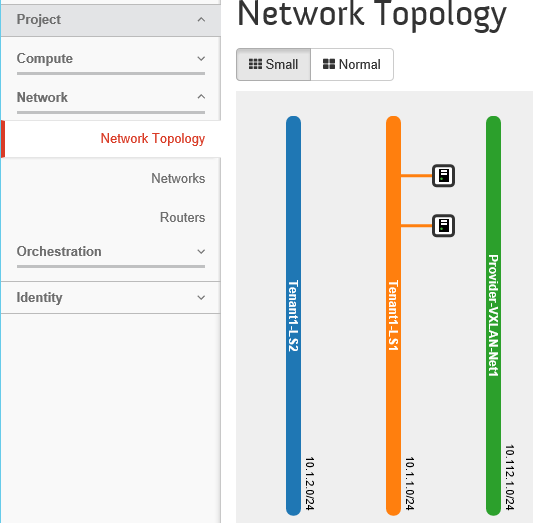 Network Topology
Project
Compute
Network
Network Topology
Networks
Routers
Orchestration
Identity
Small
Normal
Tenant1-LS2
10.1.2.0/24
Tenant1-LS1
10.1.1.0/24
Provider-VXLAN-Net1
10.112.1.0/24